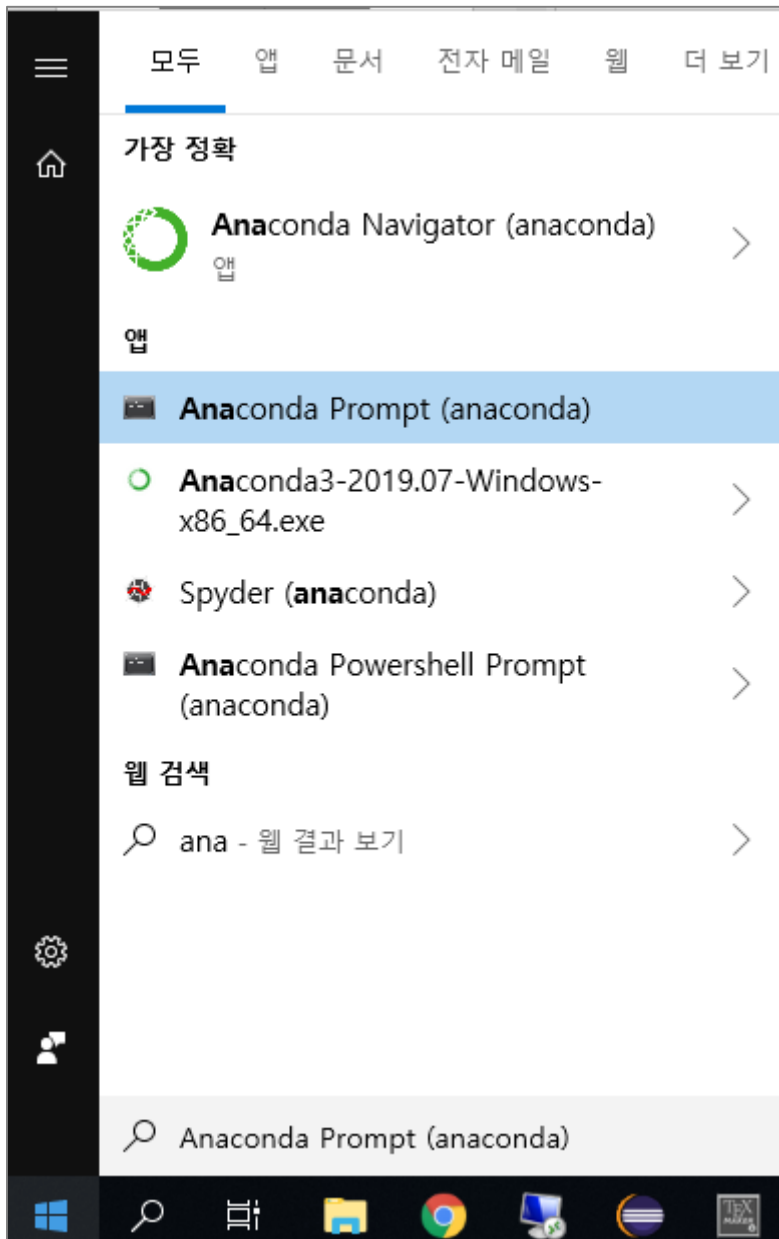 모두 앱 문서 전자 메일 웹 더 보기
가장 정확
Anaconda Navigator (anaconda)
앱
앱
Anaconda Prompt (anaconda)
Anaconda3-2019.07-Windows-
x86_64.exe
Spyder (anaconda)
Anaconda Powershell Prompt
(anaconda)
웹 검색
ana - 웹 결과 보기
Anaconda Prompt (anaconda)
TEX
MAKER